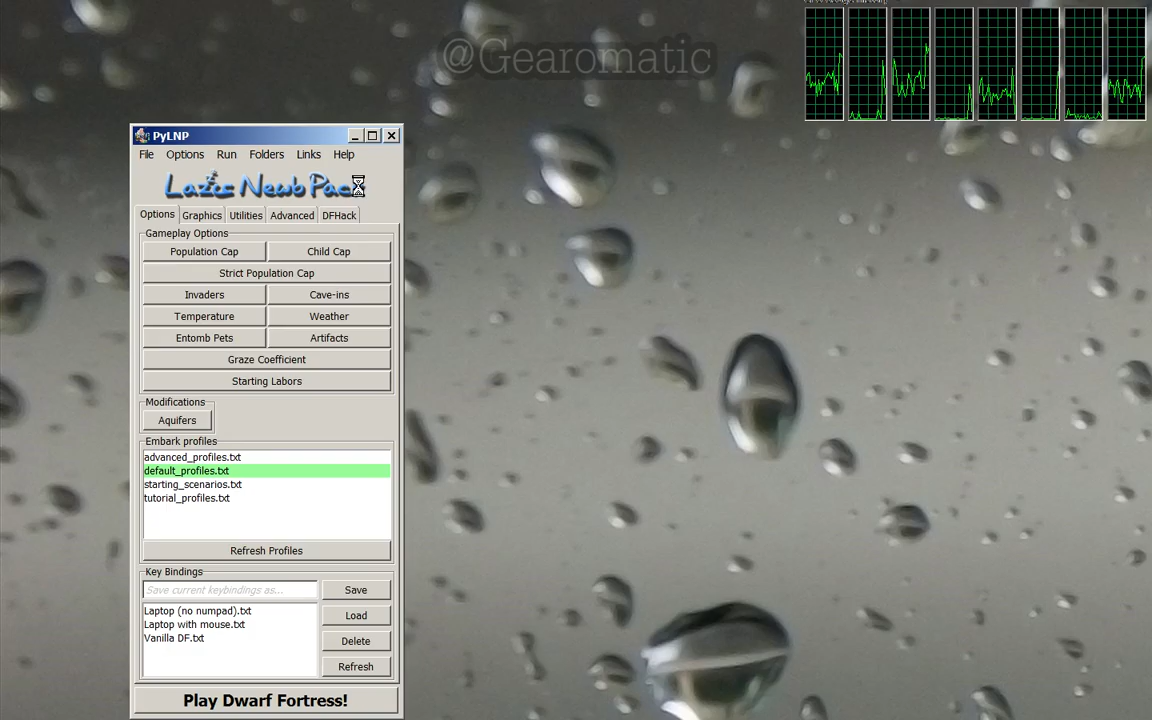 @Gearomatic
PyLNP
File Options Run Folders Links Help
Lazie Newb Pack
Options Graphics Utilities Advanced DFHack
Gameplay Options
Population Cap Child Cap
Strict Population Cap
Invaders Cave-ins
Temperature Weather
Entomb Pets Artifacts
Graze Coefficient
Starting Labors
Modifications
Aquifers
Embark profiles
advanced_profiles.txt
default_profiles.txt
starting_scenarios.txt
tutorial_profiles.txt
Refresh Profiles
Key Bindings
Save current keybindings as... Save
Laptop (no numpad).txt Load
Laptop with mouse.txt
Vanilla DF.txt Delete
Refresh
Play Dwarf Fortress!